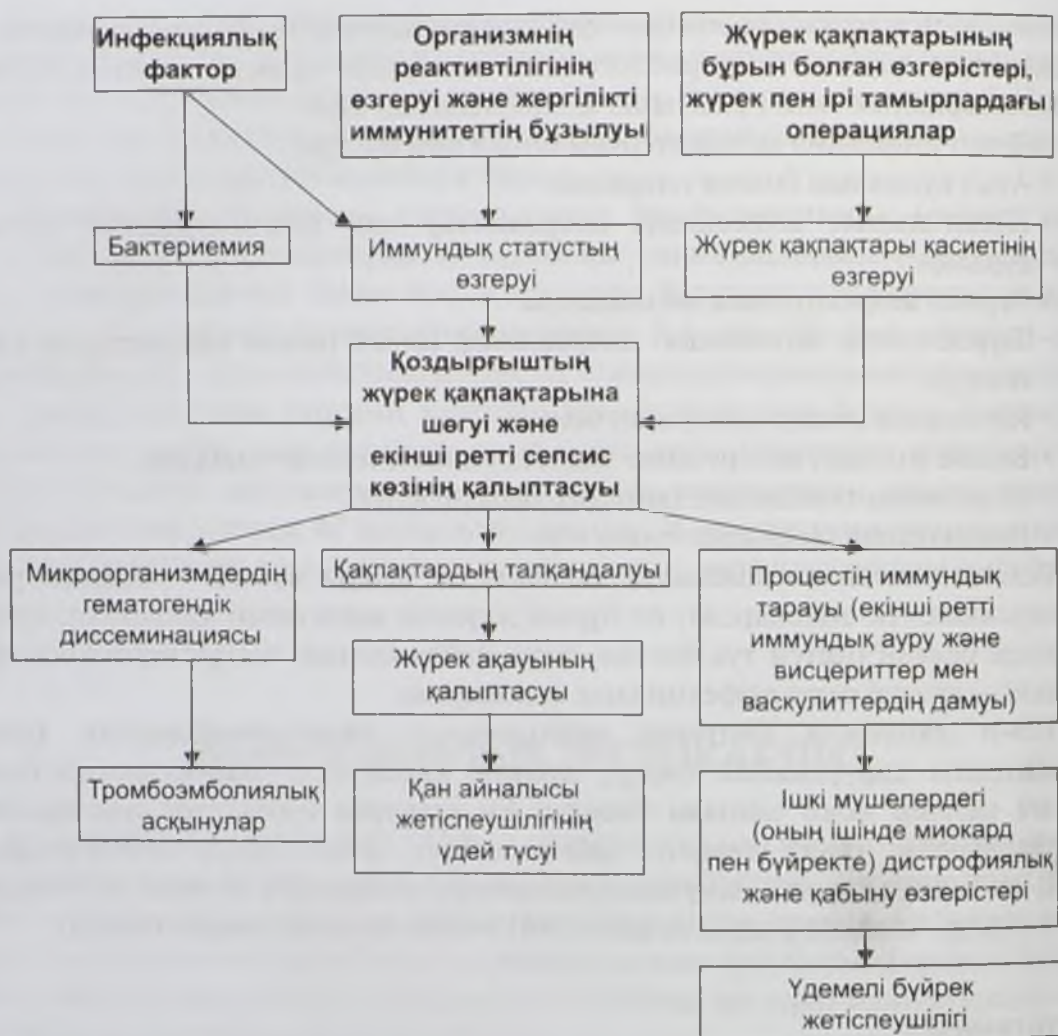 Инфекциялық
фактор
Организмнің
реактивтілігінің
өзгеруі және жергілікті
иммунитеттің бұзылуы
Жүрек қақпақтарының
бұрын болған өзгерістері,
жүрек пен ірі тамырлардағы
операциялар
Бактериемия
Иммундық статустың
өзгеруі
Жүрек қақпақтары қасиетінің
өзгеруі
Қоздырғыштың
жүрек қақпақтарына
шөгуі және
екінші ретті сепсис
көзінің қалыптасуы
Микроорганизмдердің
гематогендік
диссеминациясы
Қақпақтардың талқандалуы
Процестің иммундық
тарауы (екінші ретті
иммундық ауру және
висцериттер мен
васкулиттердің дамуы)
Жүрек ақауының
қалыптасуы
Тромбоэмболиялық
асқынулар
Қан айналысы
жетіспеушілігінің
үдей түсуі
Ішкі мүшелердегі
(оның ішінде миокард
пен бүйректе) дистрофиялық
және қабыну өзгерістері
Үдемелі бүйрек
жетіспеушілігі